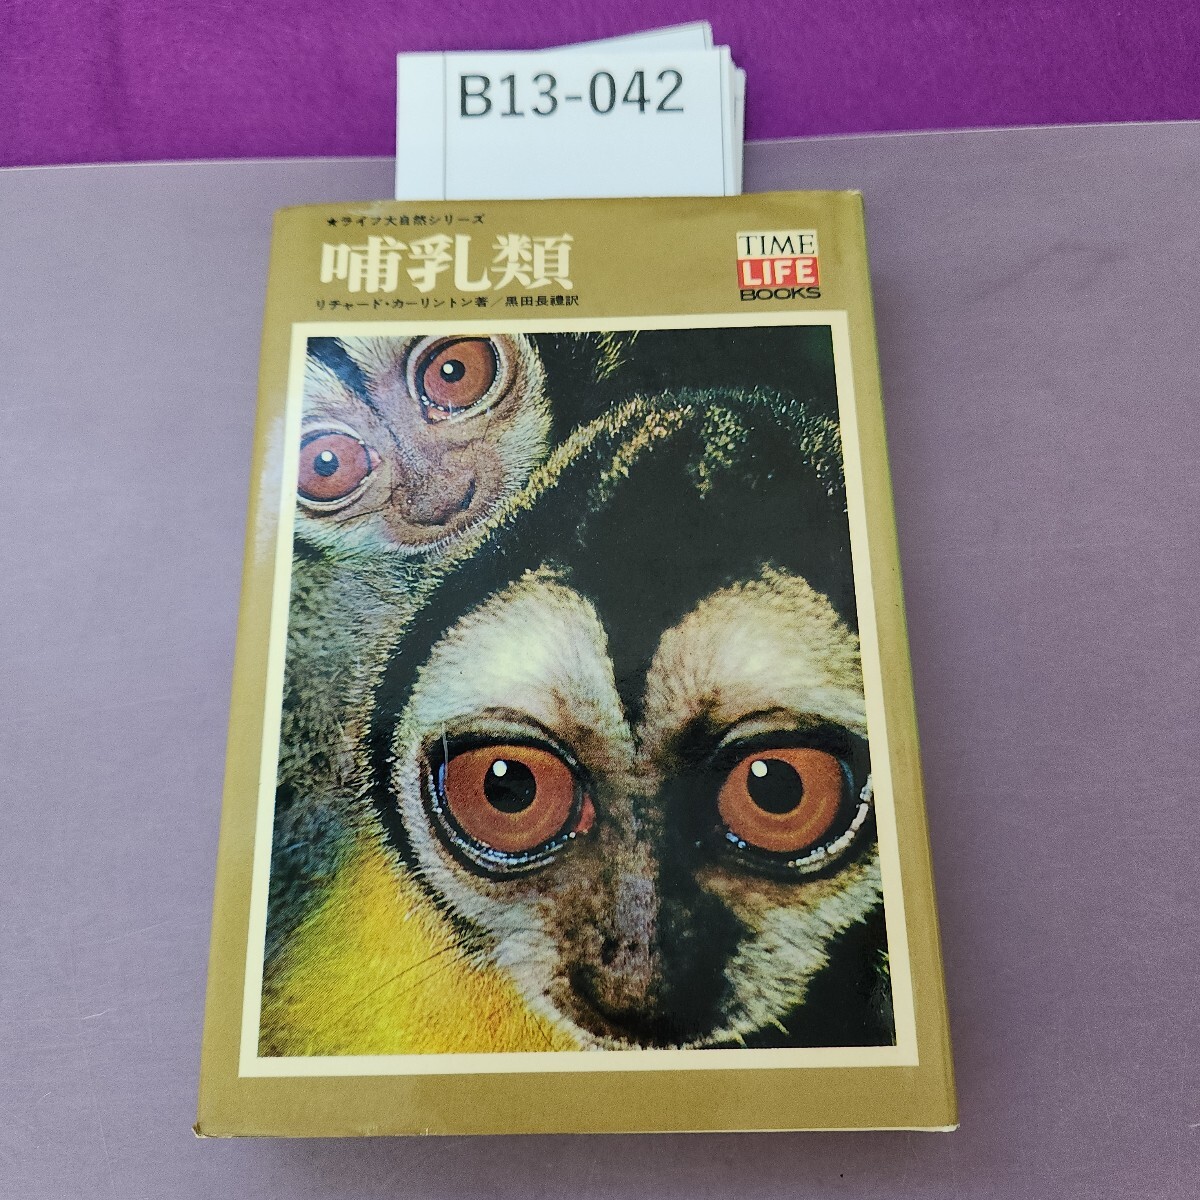 B13-042
★ライフ大自然シリーズ
哺乳類
リチャード・カーリントン著/黒田長禮訳
TIME
LIFE
BOOKS